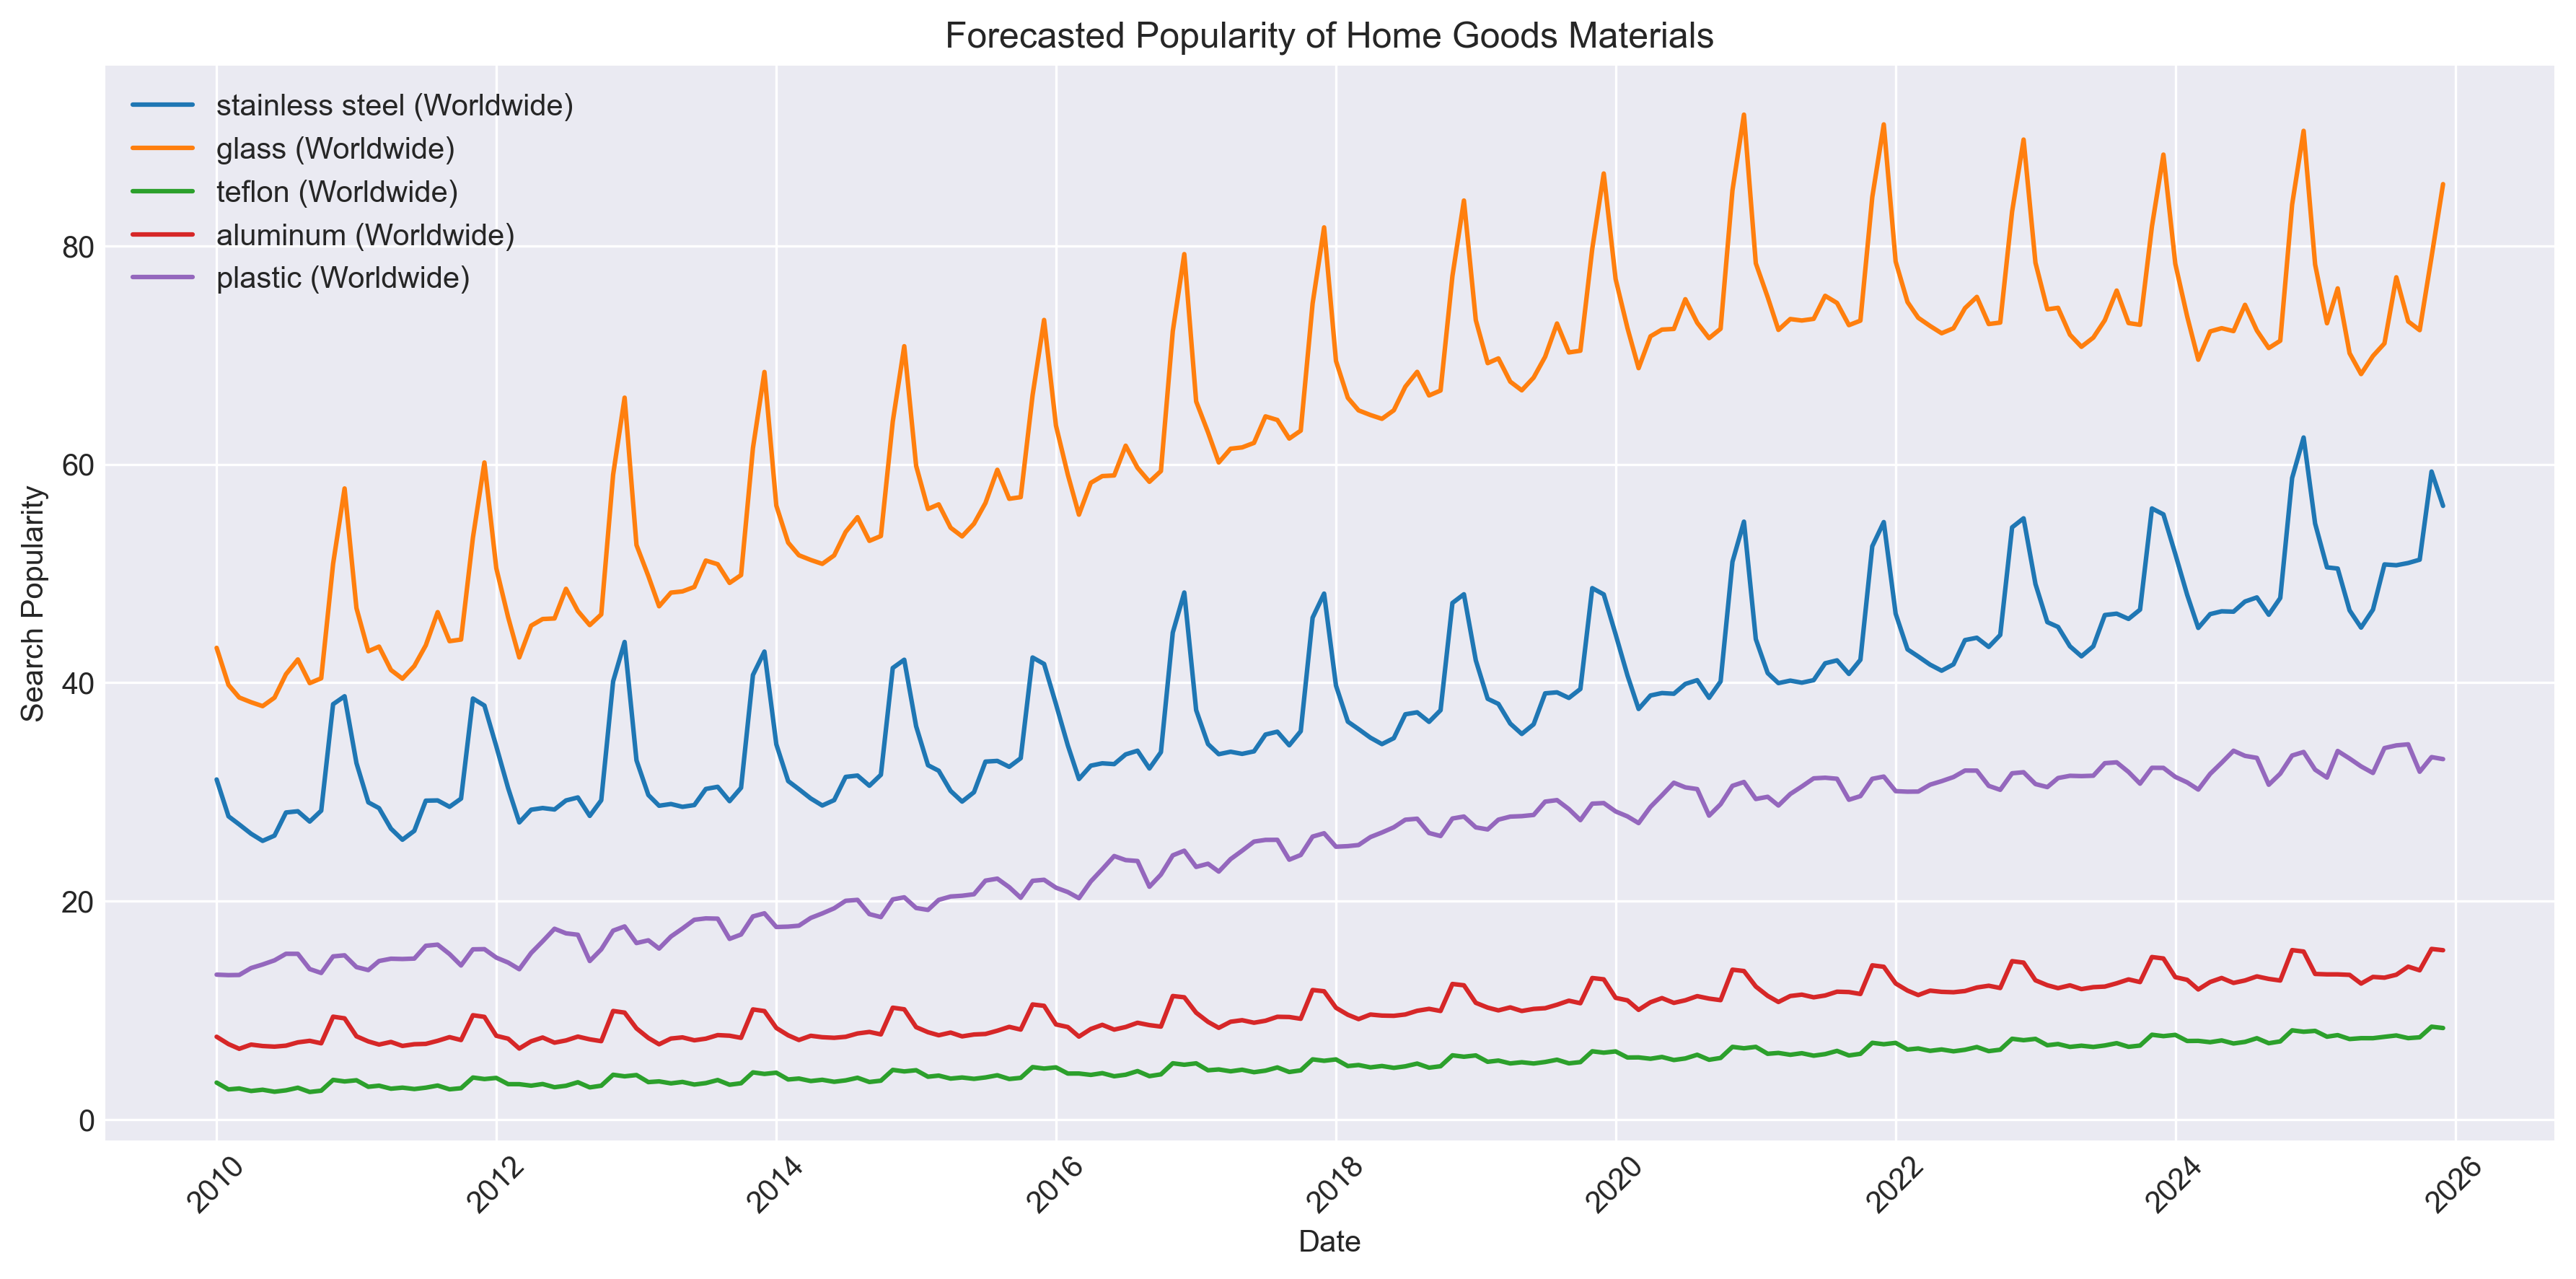 Forecasted Popularity of Home Goods Materials
stainless steel (Worldwide)
glass (Worldwide)
teflon (Worldwide)
aluminum (Worldwide)
plastic (Worldwide)
Search Popularity
80
60
40
20
0
2010
2012
2014
2016
2018
2020
2022
2024
2026
Date